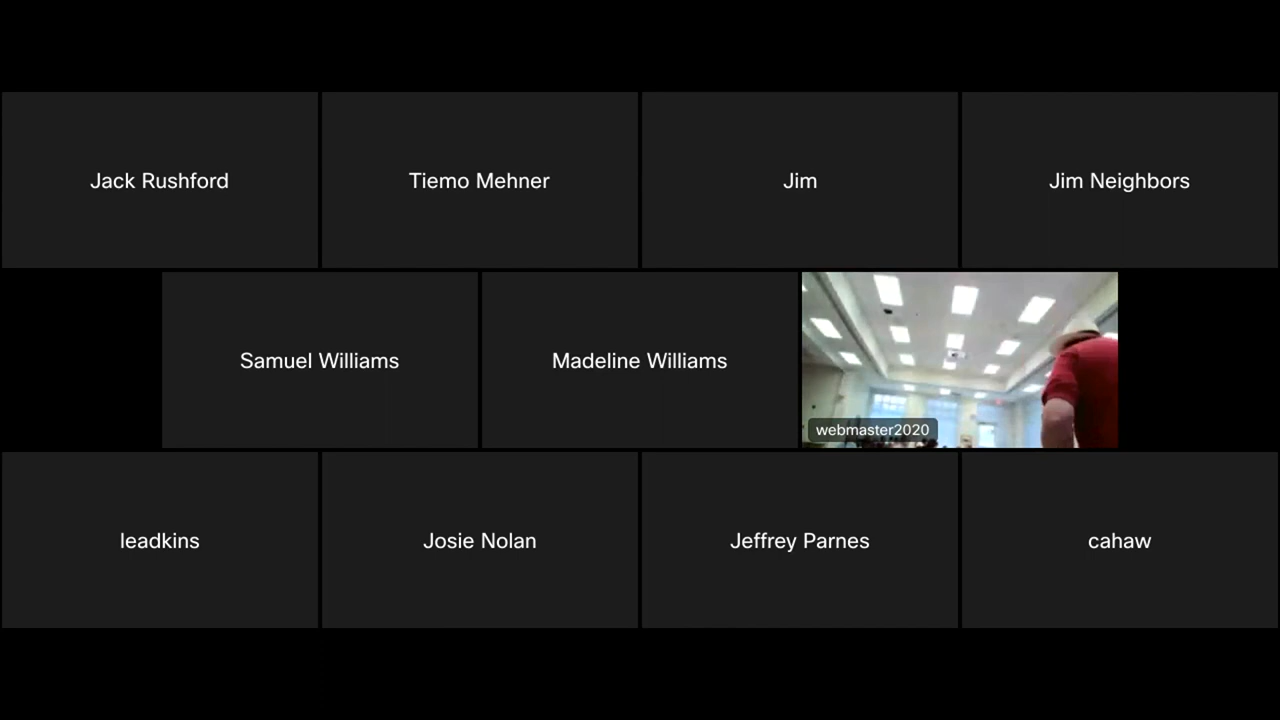 Jack Rushford
Tiemo Mehner
Jim
Jim Neighbors
Samuel Williams
Madeline Williams
webmaster2020
leadkins
Josie Nolan
Jeffrey Parnes
cahaw